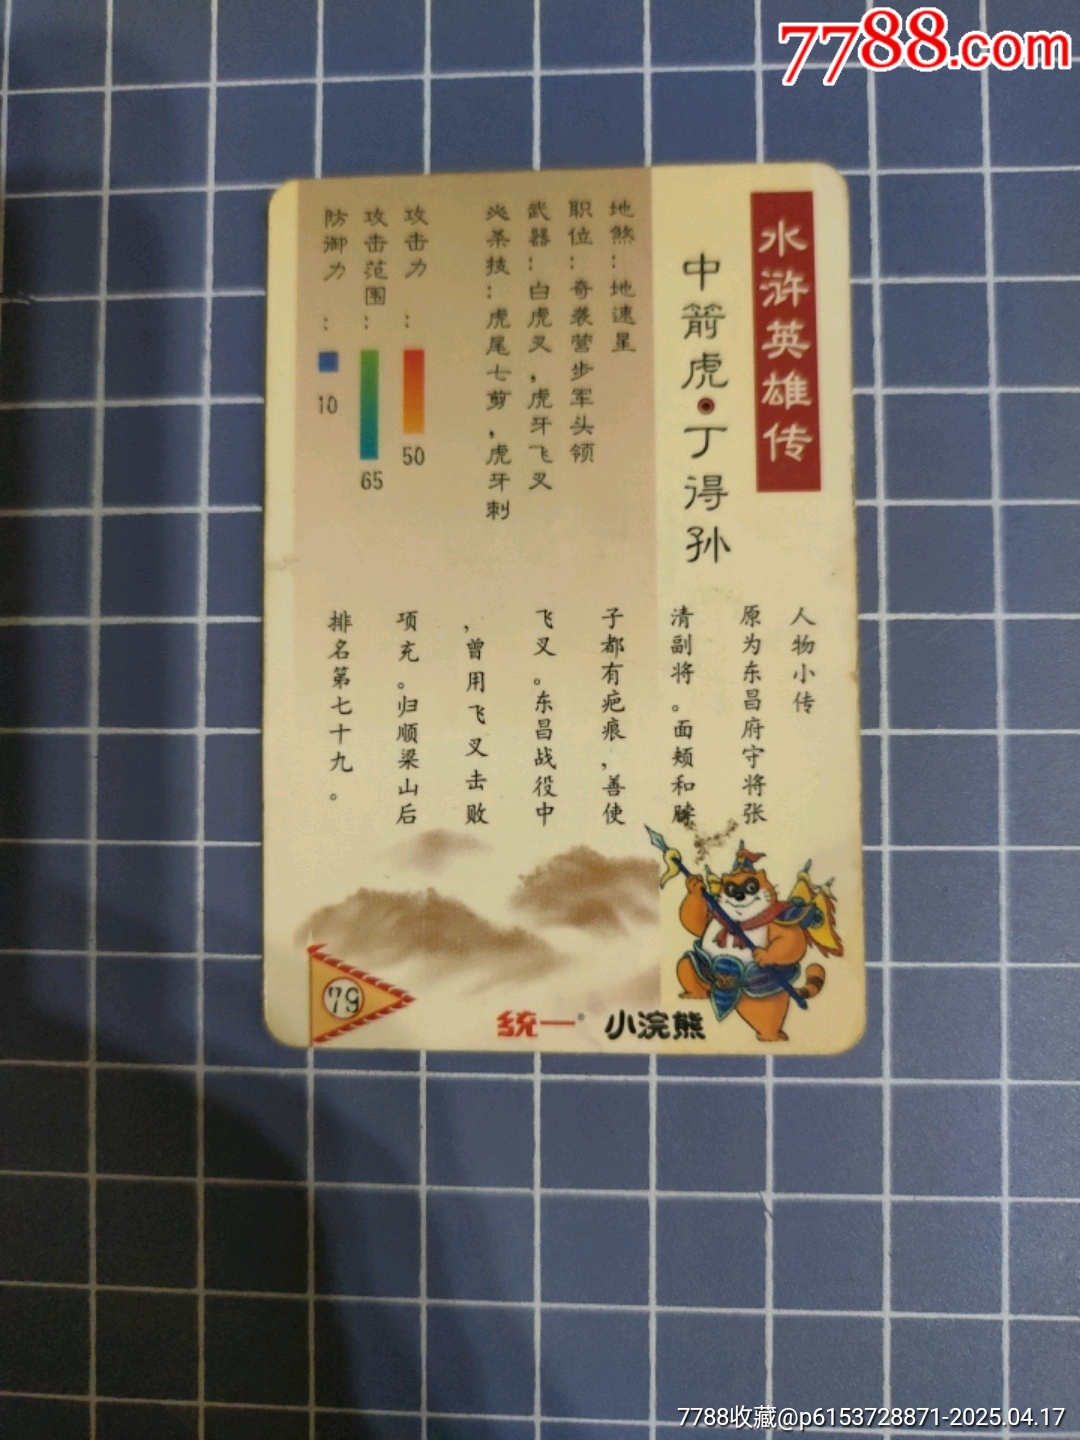 7788.com
水浒英雄传
中箭虎·丁得孙
地煞：地速星
职位：奇袭营步军头领
武器：白虎叉，虎牙飞叉
必杀技：虎尾七剪，虎牙刺
攻击力：50
攻击范围：65
防御力：10
人物小传
原为东昌府守将张
清副将。面颊和脖
子都有疤痕，善使
飞叉。东昌战役中
，曾用飞叉击败
项充。归顺梁山后
排名第七十九。
79
统一 小浣熊
7788收藏@p6153728871-2025.04.17